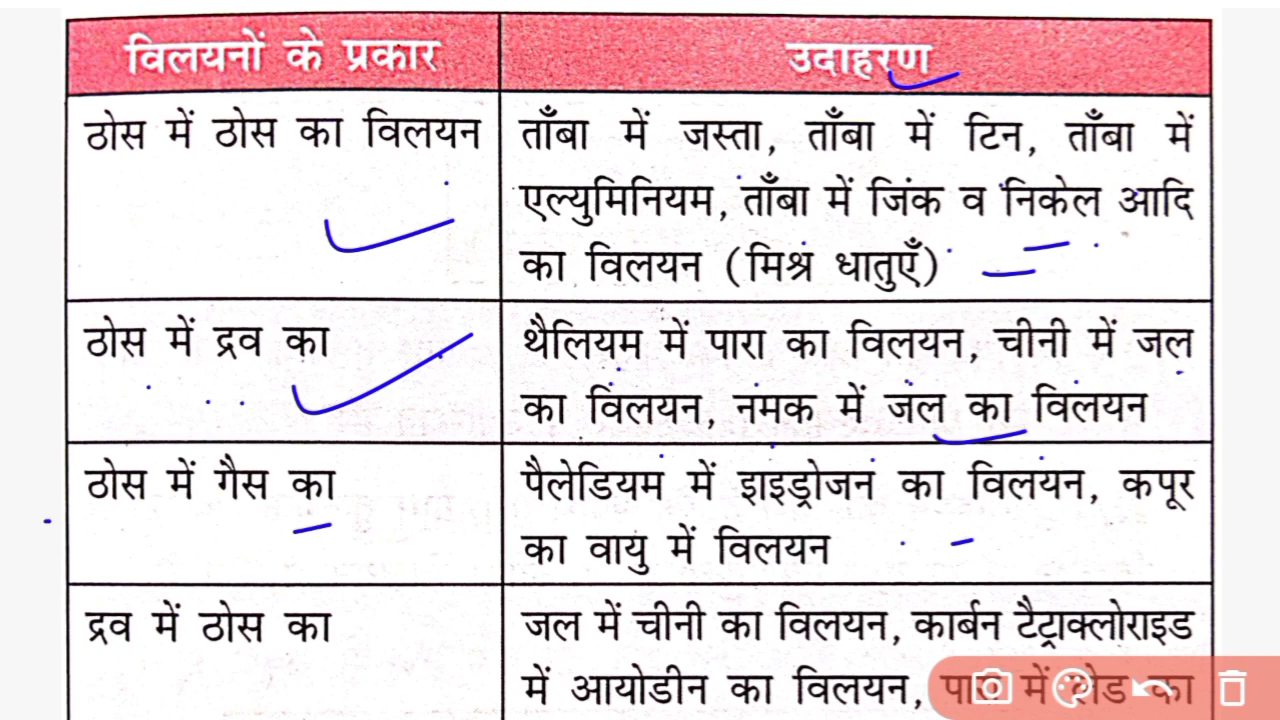 विलयनों के प्रकार
उदाहरण
ठोस में ठोस का विलयन
ताँबा में जस्ता, ताँबा में टिन, ताँबा में
एल्युमिनियम, ताँबा में जिंक व निकेल आदि
का विलयन (मिश्र धातुएँ)
ठोस में द्रव का
थैलियम में पारा का विलयन, चीनी में जल
का विलयन, नमक में जल का विलयन
ठोस में गैस का
पैलेडियम में हाइड्रोजन का विलयन, कपूर
का वायु में विलयन
द्रव में ठोस का
जल में चीनी का विलयन, कार्बन टैट्राक्लोराइड
में आयोडीन का विलयन, में का